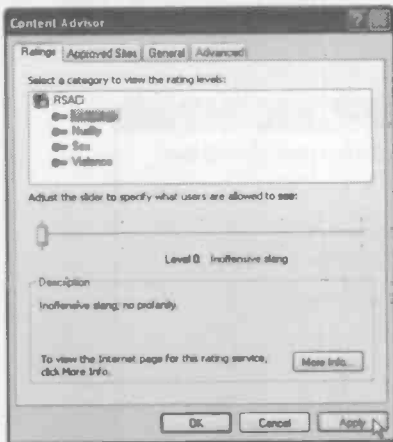 Content Advisor
Ratings Approved Sites General Advanced
Select a category to view the rating levels:
RSACi
Nudity
Sex
Violence
Adjust the slider to specify what users are allowed to see:
Level 0: Inoffensive slang
Description
Inoffensive slang; no profanity.
To view the Internet page for this rating service,
click More Info.
More Info...
OK Cancel Apply